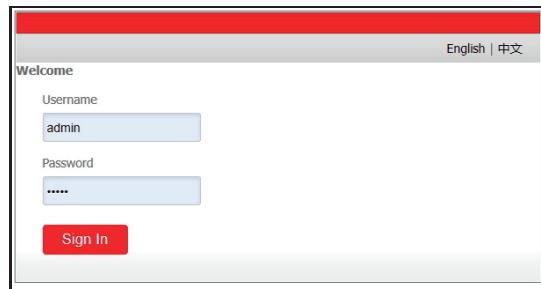 English | 中文
Welcome
Username
admin
Password
•••••
Sign In